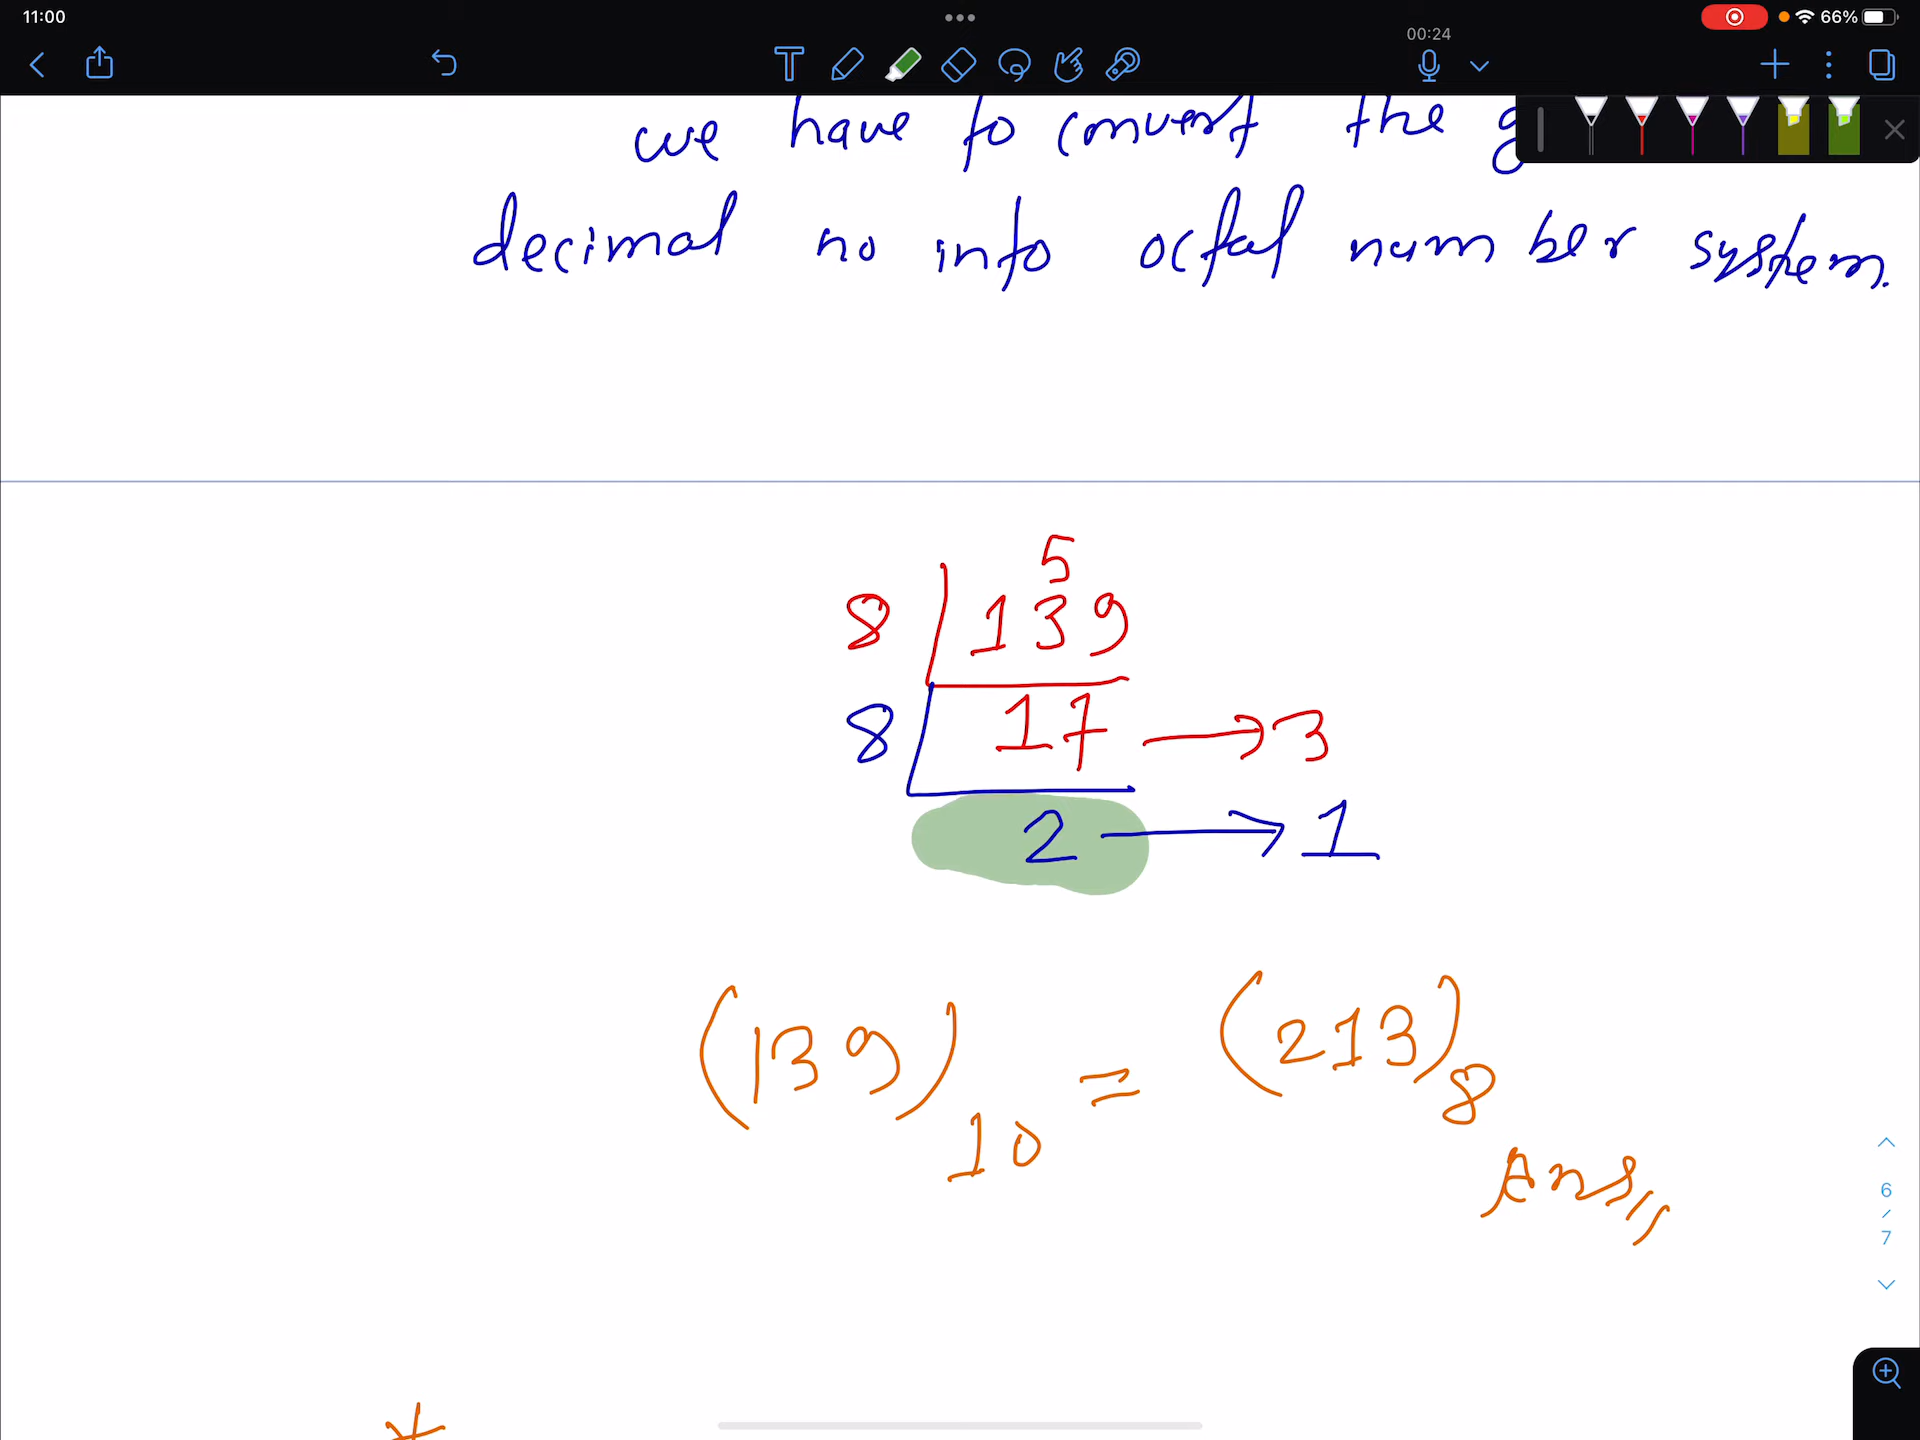 11:00
66%
00:24
we have to convert the g
decimal no into octal number system.
5
8 139
8 17 → 3
2 → 1
(139)10 = (213)8
Ans
6
/
7
*